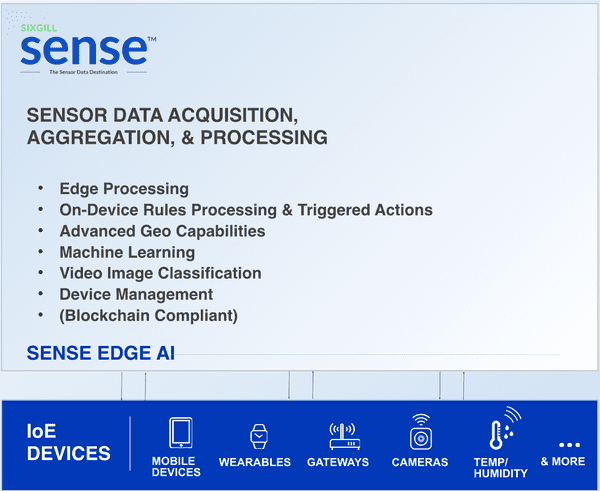 SIXGILL
sense™
The Sensor Data Destination
SENSOR DATA ACQUISITION,
AGGREGATION, & PROCESSING
• Edge Processing
• On-Device Rules Processing & Triggered Actions
• Advanced Geo Capabilities
• Machine Learning
• Video Image Classification
• Device Management
• (Blockchain Compliant)
SENSE EDGE AI
IoE
DEVICES
MOBILE
DEVICES
WEARABLES
GATEWAYS
CAMERAS
TEMP/
HUMIDITY
...
& MORE